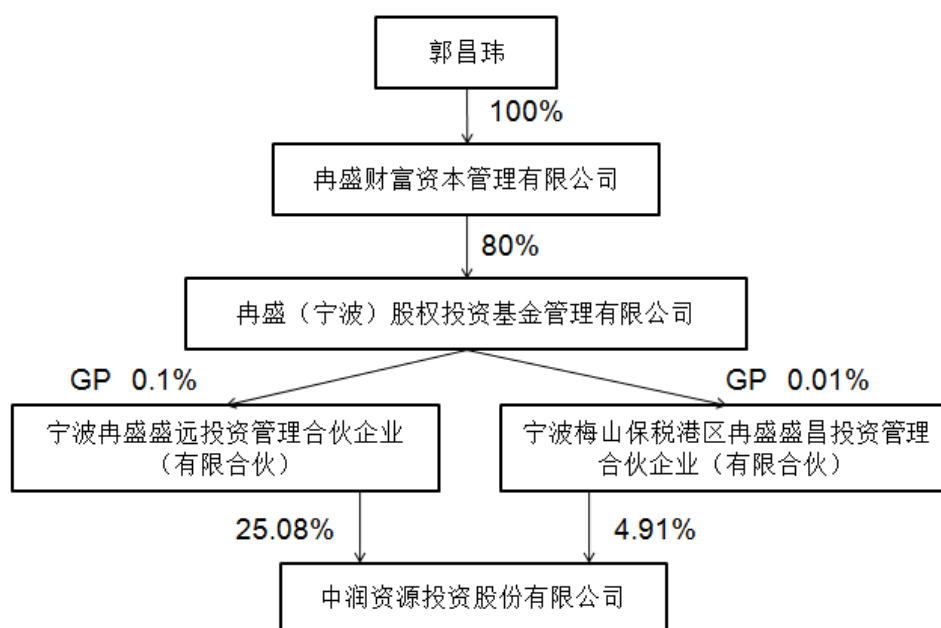 郭昌玮
100%
冉盛财富资本管理有限公司
80%
冉盛（宁波）股权投资基金管理有限公司
GP 0.1%
GP 0.01%
宁波冉盛盛远投资管理合伙企业
（有限合伙）
宁波梅山保税港区冉盛盛昌投资管理
合伙企业（有限合伙）
25.08%
4.91%
中润资源投资股份有限公司